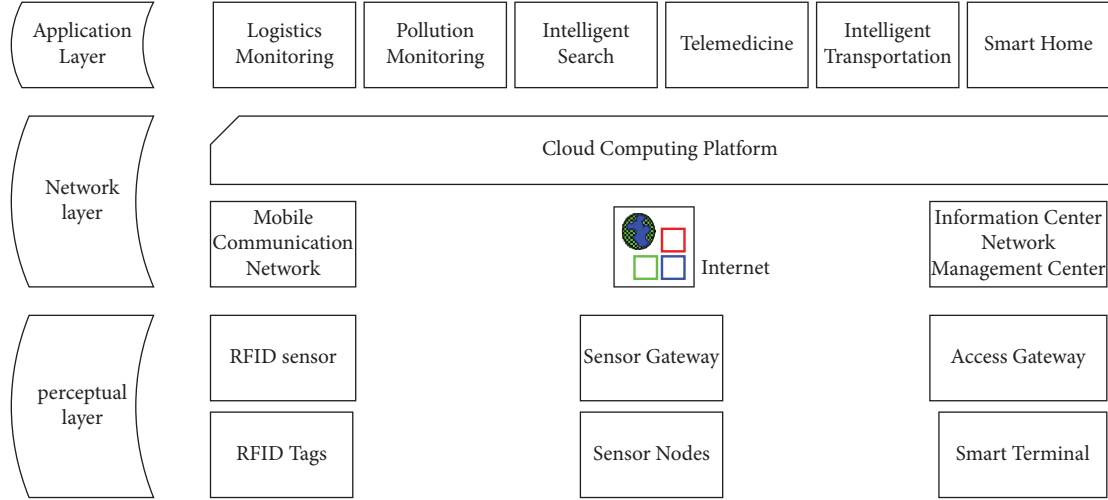 Application
Layer
Logistics
Monitoring
Pollution
Monitoring
Intelligent
Search
Telemedicine
Intelligent
Transportation
Smart Home
Network
layer
Cloud Computing Platform
Mobile
Communication
Network
Internet
Information Center
Network
Management Center
perceptual
layer
RFID sensor
Sensor Gateway
Access Gateway
RFID Tags
Sensor Nodes
Smart Terminal